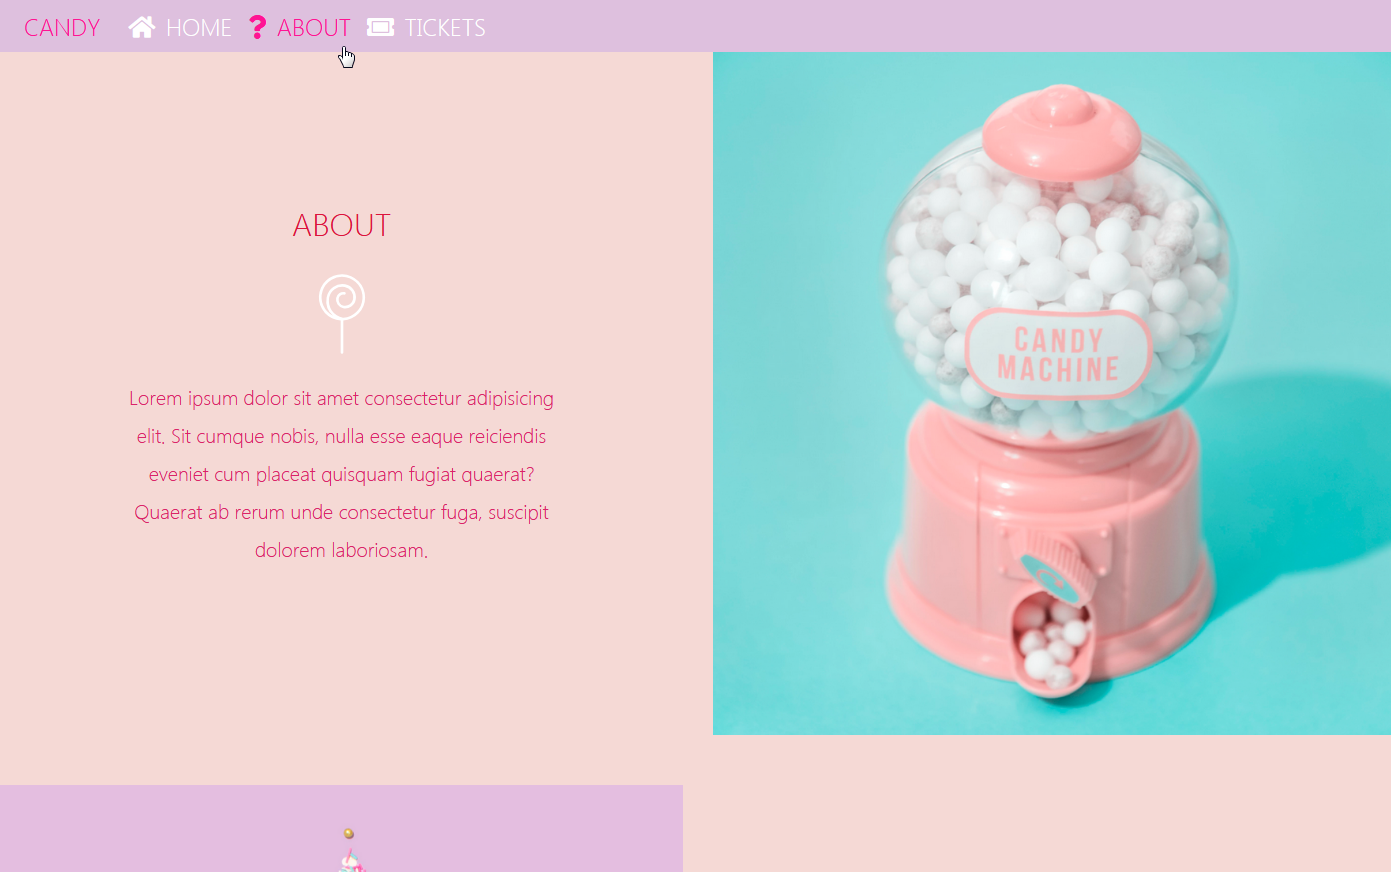 CANDY HOME ABOUT TICKETS
ABOUT
Lorem ipsum dolor sit amet consectetur adipisicing
elit. Sit cumque nobis, nulla esse eaque reiciendis
eveniet cum placeat quisquam fugiat quaerat?
Quaerat ab rerum unde consectetur fuga, suscipit
dolorem laboriosam.
CANDY
MACHINE